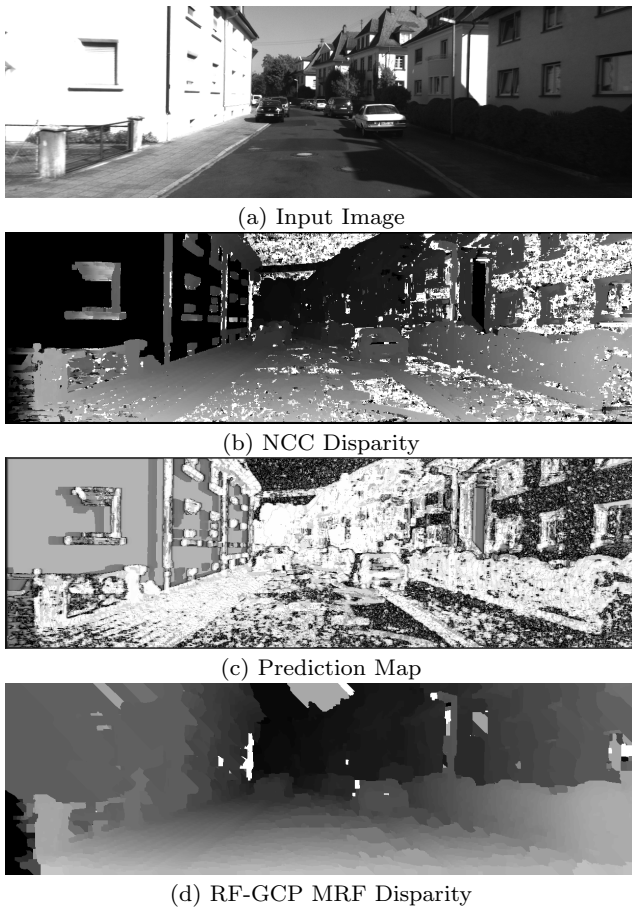 (a) Input Image
(b) NCC Disparity
(c) Prediction Map
(d) RF-GCP MRF Disparity